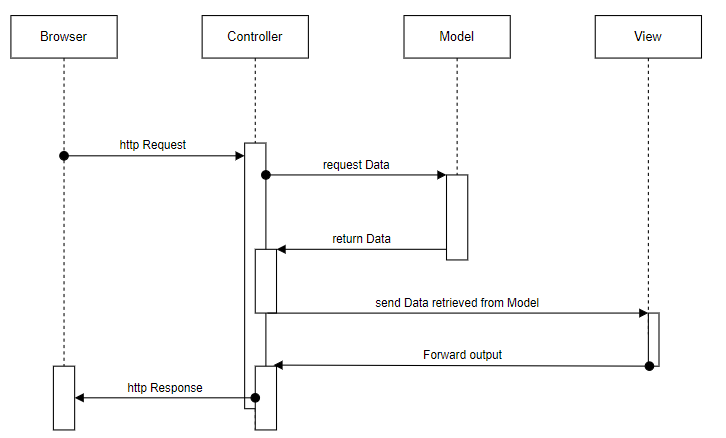 Browser
Controller
Model
View
http Request
request Data
return Data
send Data retrieved from Model
Forward output
http Response